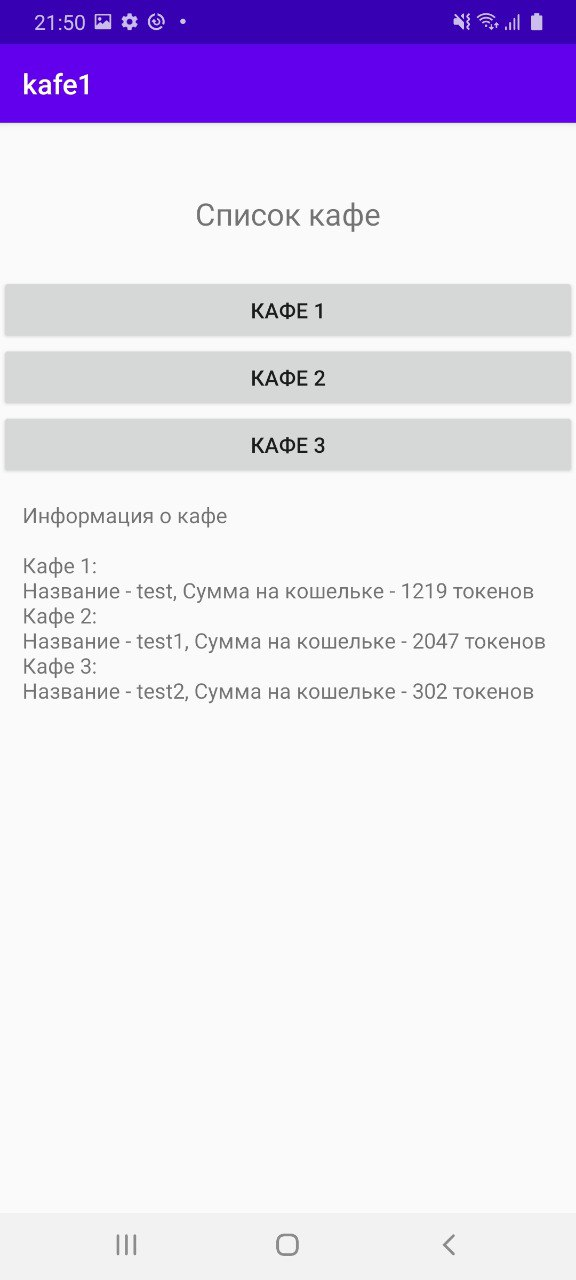 21:50
kafe1
Список кафе
КАФЕ 1
КАФЕ 2
КАФЕ 3
Информация о кафе
Кафе 1:
Название - test, Сумма на кошельке - 1219 токенов
Кафе 2:
Название - test1, Сумма на кошельке - 2047 токенов
Кафе 3:
Название - test2, Сумма на кошельке - 302 токенов